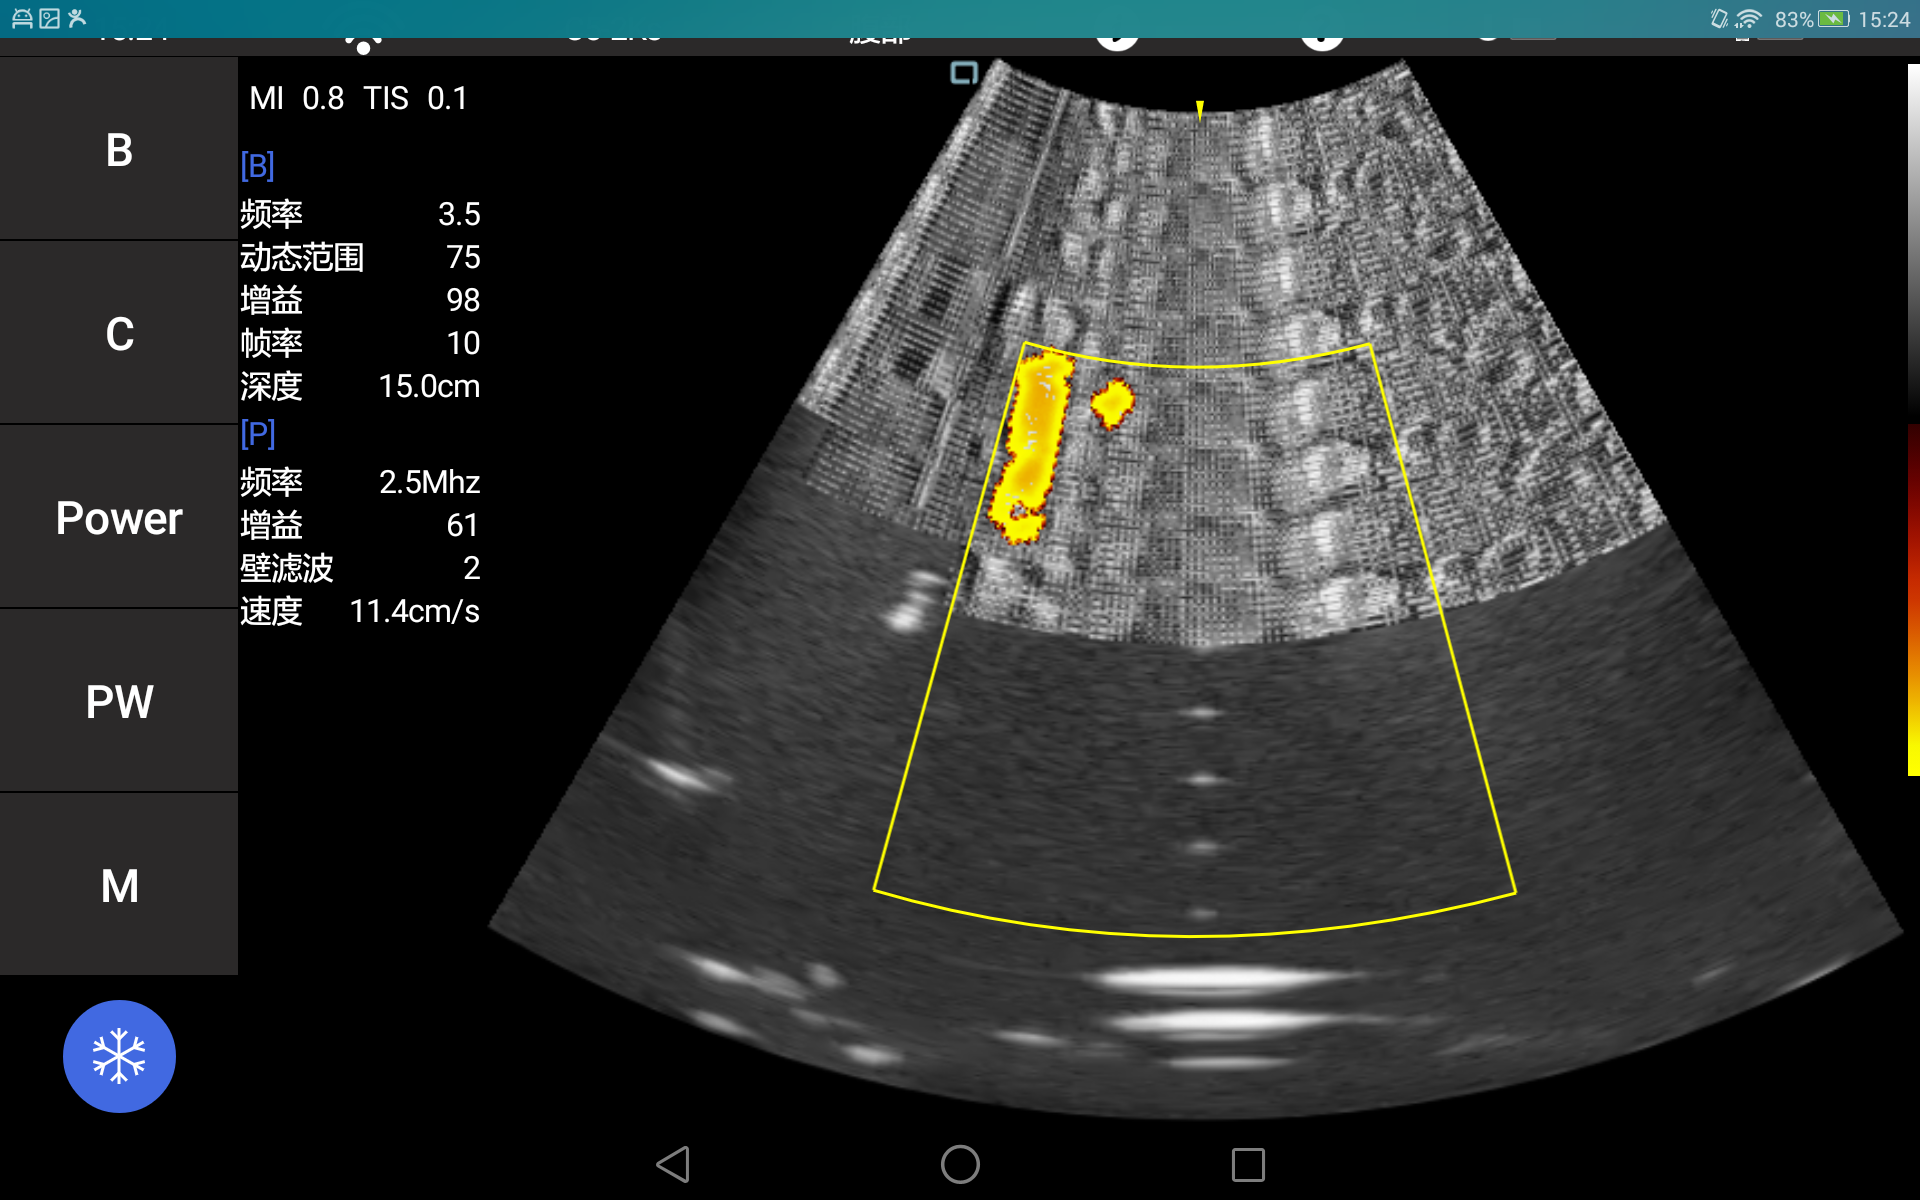 83% 15:24
腹部
MI 0.8 TIS 0.1
B
[B]
频率 3.5
动态范围 75
增益 98
帧率 10
深度 15.0cm
C
[P]
频率 2.5Mhz
增益 61
壁滤波 2
速度 11.4cm/s
Power
PW
M